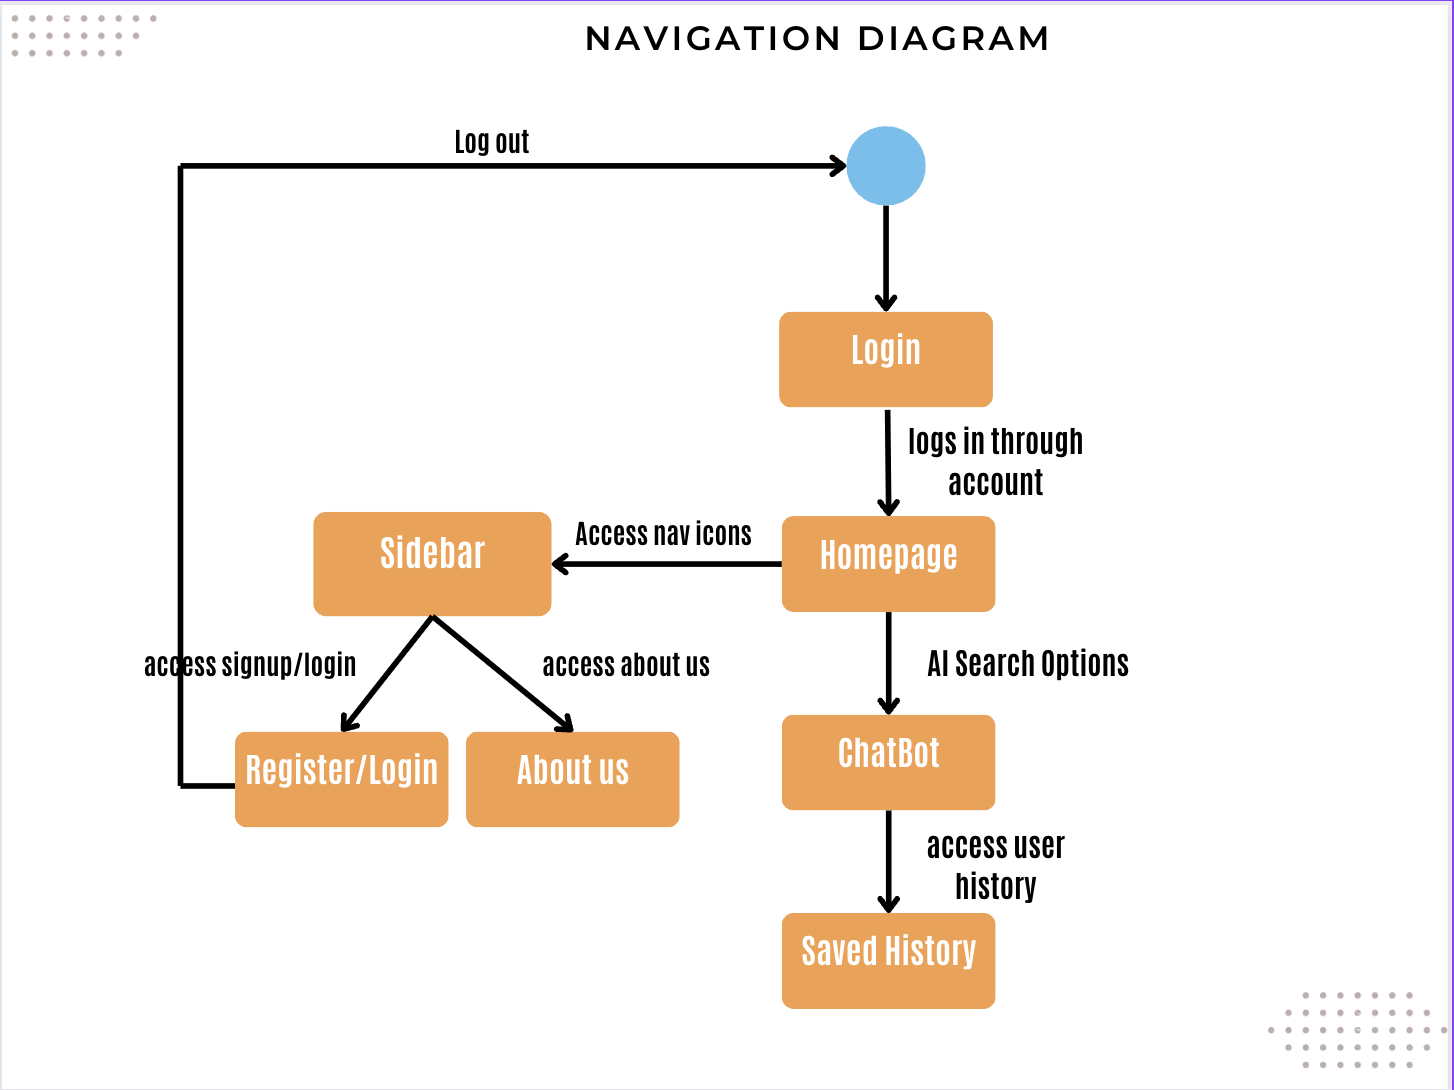 NAVIGATION DIAGRAM
Log out
Login
logs in through
account
Sidebar
Access nav icons
Homepage
access signup/login
access about us
AI Search Options
Register/Login
About us
ChatBot
access user
history
Saved History